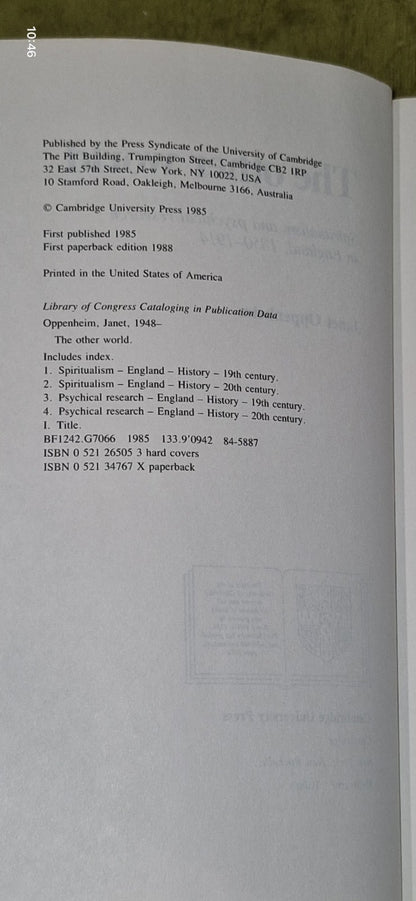 10:46
Published by the Press Syndicate of the University of Cambridge
The Pitt Building, Trumpington Street, Cambridge CB2 1RP
32 East 57th Street, New York, NY 10022, USA
10 Stamford Road, Oakleigh, Melbourne 3166, Australia
© Cambridge University Press 1985
First published 1985
First paperback edition 1988
Printed in the United States of America
Library of Congress Cataloging in Publication Data
Oppenheim, Janet, 1948–
The other world.
Includes index.
1. Spiritualism – England – History – 19th century.
2. Spiritualism – England – History – 20th century.
3. Psychical research – England – History – 19th century.
4. Psychical research – England – History – 20th century.
I. Title.
BF1242.G7066 1985 133.9'0942 84-5887
ISBN 0 521 26505 3 hard covers
ISBN 0 521 34767 X paperback